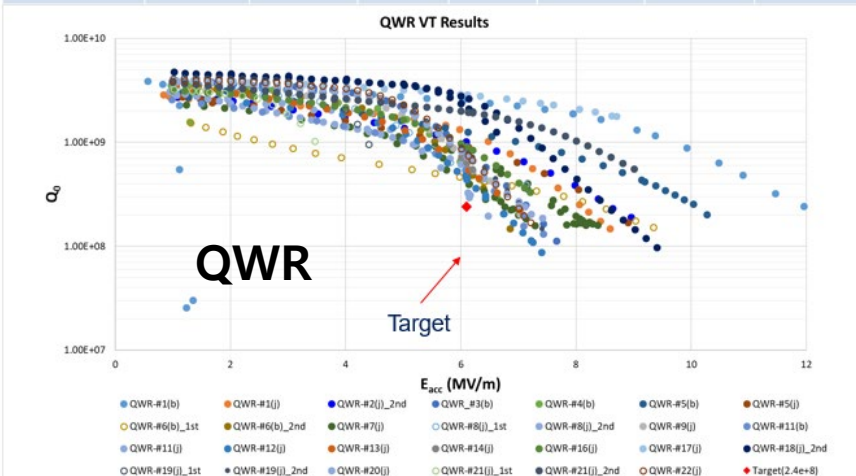 QWR VT Results
1.00E+10
1.00E+09
Q0
1.00E+08
QWR
Target
1.00E+07
0 2 4 6 8 10 12
Eacc (MV/m)
QWR-#1(b) QWR-#1(j) QWR-#2(j)_2nd QWR_#3(b) QWR-#4(b) QWR-#5(b) QWR-#5(j)
QWR-#6(b)_1st QWR-#6(b)_2nd QWR-#7(j) QWR-#8(j)_1st QWR-#8(j)_2nd QWR-#9(j) QWR-#11(b)
QWR-#11(j) QWR-#12(j) QWR-#13(j) QWR-#14(j) QWR-#16(j) QWR-#17(j) QWR-#18(j)_2nd
QWR-#19(j)_1st QWR-#19(j)_2nd QWR-#20(j) QWR-#21(j)_1st QWR-#21(j)_2nd QWR-#22(j) Target(2.4e+8)